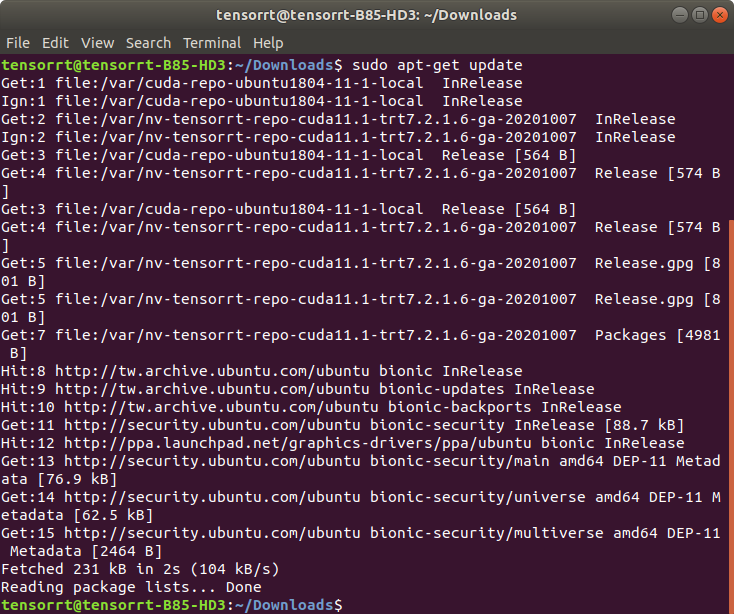 tensorrt@tensorrt-B85-HD3: ~/Downloads
File Edit View Search Terminal Help
tensorrt@tensorrt-B85-HD3:~/Downloads$ sudo apt-get update
Get:1 file:/var/cuda-repo-ubuntu1804-11-1-local  InRelease
Ign:1 file:/var/cuda-repo-ubuntu1804-11-1-local  InRelease
Get:2 file:/var/nv-tensorrt-repo-cuda11.1-trt7.2.1.6-ga-20201007  InRelease
Ign:2 file:/var/nv-tensorrt-repo-cuda11.1-trt7.2.1.6-ga-20201007  InRelease
Get:3 file:/var/cuda-repo-ubuntu1804-11-1-local  Release [564 B]
Get:4 file:/var/nv-tensorrt-repo-cuda11.1-trt7.2.1.6-ga-20201007  Release [574 B
]
Get:3 file:/var/cuda-repo-ubuntu1804-11-1-local  Release [564 B]
Get:4 file:/var/nv-tensorrt-repo-cuda11.1-trt7.2.1.6-ga-20201007  Release [574 B
]
Get:5 file:/var/nv-tensorrt-repo-cuda11.1-trt7.2.1.6-ga-20201007  Release.gpg [8
01 B]
Get:5 file:/var/nv-tensorrt-repo-cuda11.1-trt7.2.1.6-ga-20201007  Release.gpg [8
01 B]
Get:7 file:/var/nv-tensorrt-repo-cuda11.1-trt7.2.1.6-ga-20201007  Packages [4981
 B]
Hit:8 http://tw.archive.ubuntu.com/ubuntu bionic InRelease
Hit:9 http://tw.archive.ubuntu.com/ubuntu bionic-updates InRelease
Hit:10 http://tw.archive.ubuntu.com/ubuntu bionic-backports InRelease
Get:11 http://security.ubuntu.com/ubuntu bionic-security InRelease [88.7 kB]
Hit:12 http://ppa.launchpad.net/graphics-drivers/ppa/ubuntu bionic InRelease
Get:13 http://security.ubuntu.com/ubuntu bionic-security/main amd64 DEP-11 Metad
ata [76.9 kB]
Get:14 http://security.ubuntu.com/ubuntu bionic-security/universe amd64 DEP-11 M
etadata [62.5 kB]
Get:15 http://security.ubuntu.com/ubuntu bionic-security/multiverse amd64 DEP-11
 Metadata [2464 B]
Fetched 231 kB in 2s (104 kB/s)
Reading package lists... Done
tensorrt@tensorrt-B85-HD3:~/Downloads$